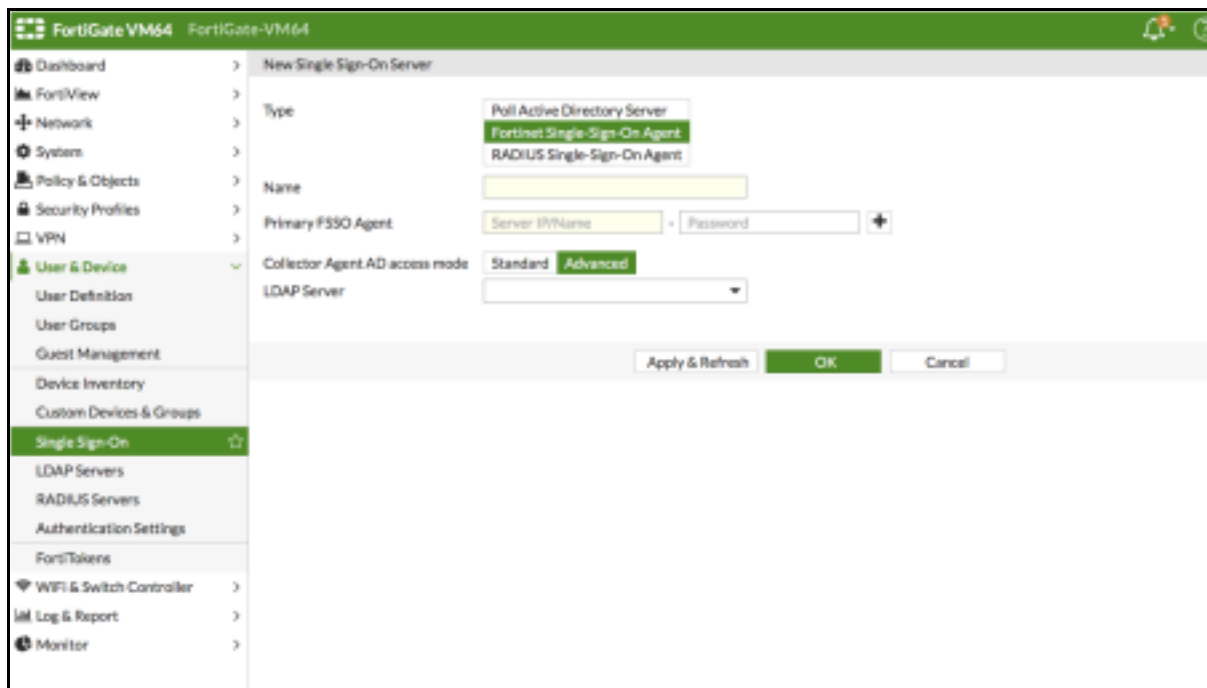 FortiGate VM64 FortiGate-VM64
Dashboard
FortiView
Network
System
Policy & Objects
Security Profiles
VPN
User & Device
User Definition
User Groups
Guest Management
Device Inventory
Custom Devices & Groups
Single Sign-On
LDAP Servers
RADIUS Servers
Authentication Settings
FortiTokens
WiFi & Switch Controller
Log & Report
Monitor
New Single Sign-On Server
Type
Poll Active Directory Server
Fortinet Single-Sign-On Agent
RADIUS Single-Sign-On Agent
Name
Primary FSSO Agent Server IP/Name - Password
Collector Agent AD access mode Standard Advanced
LDAP Server
Apply & Refresh OK Cancel